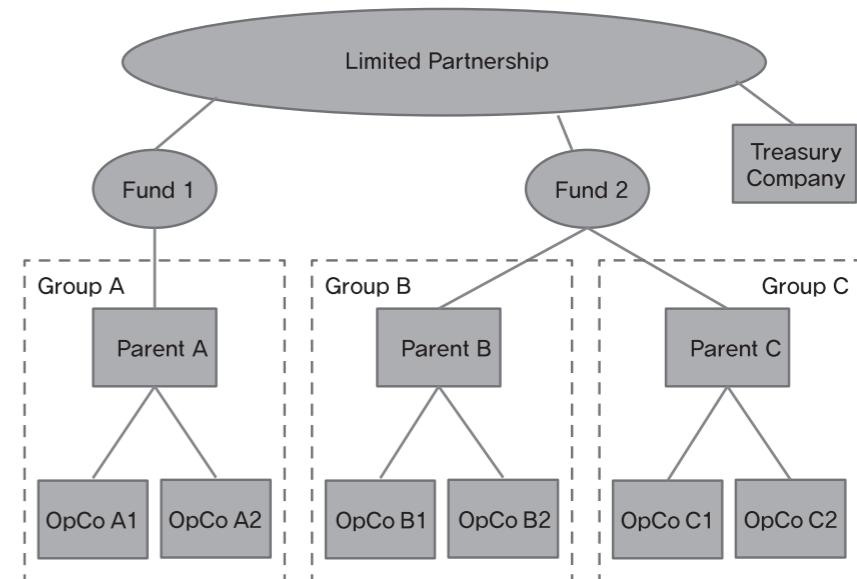 Limited Partnership
Treasury
Company
Fund 1
Fund 2
Group A
Group B
Group C
Parent A
Parent B
Parent C
OpCo A1
OpCo A2
OpCo B1
OpCo B2
OpCo C1
OpCo C2